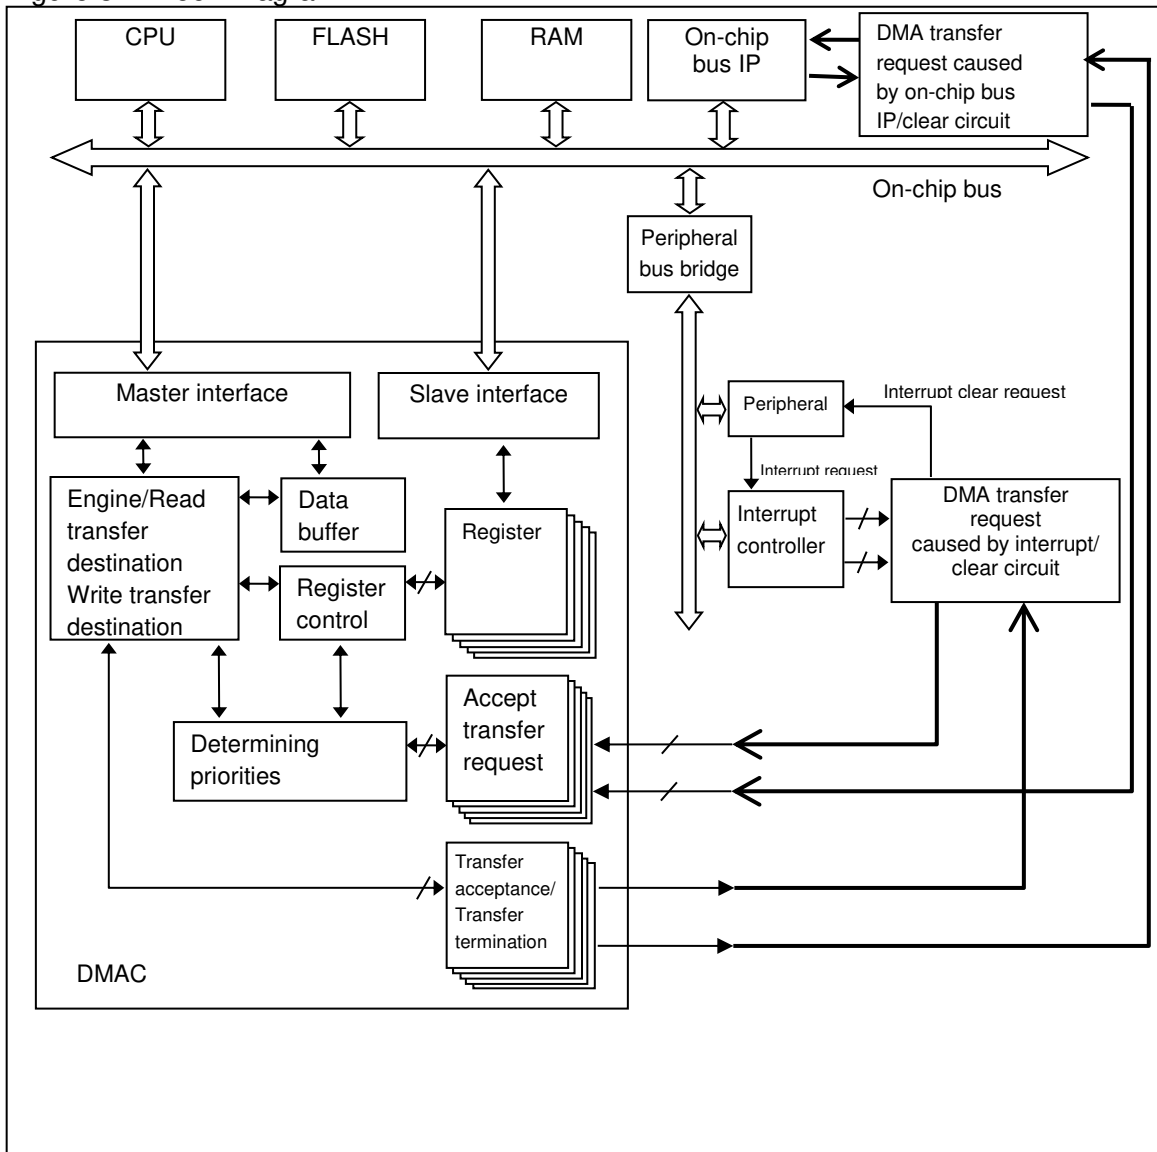 CPU
FLASH
RAM
On-chip
bus IP
DMA transfer
request caused
by on-chip bus
IP/clear circuit
On-chip bus
Peripheral
bus bridge
Master interface
Slave interface
Peripheral
Interrupt clear request
Interrupt request
Engine/Read
transfer
destination
Write transfer
destination
Data
buffer
Register
control
Register
Interrupt
controller
DMA transfer
request
caused by interrupt/
clear circuit
Determining
priorities
Accept
transfer
request
Transfer
acceptance/
Transfer
termination
DMAC